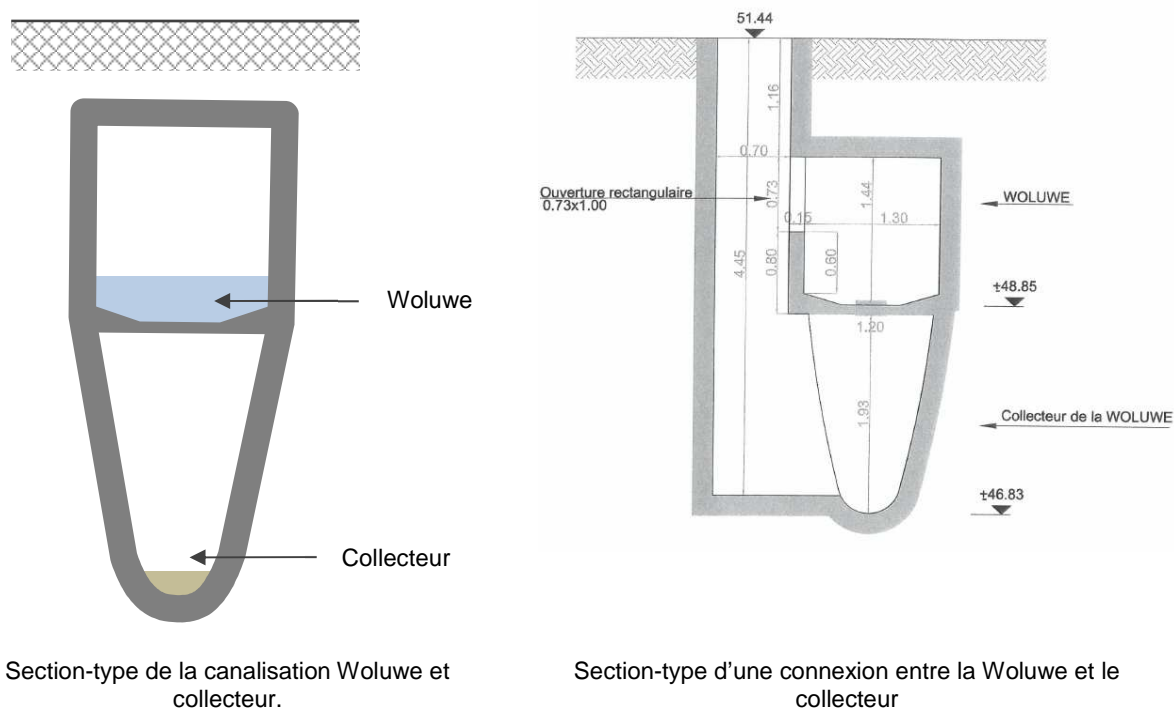 Woluwe
Collecteur
Section-type de la canalisation Woluwe et
collecteur.
51.44
1.16
0.70
Ouverture rectangulaire
0.73x1.00
0.73
1.44
WOLUWE
0.15
1.30
4.45
0.80
0.60
±48.85
1.20
1.93
Collecteur de la WOLUWE
±46.83
Section-type d'une connexion entre la Woluwe et le
collecteur